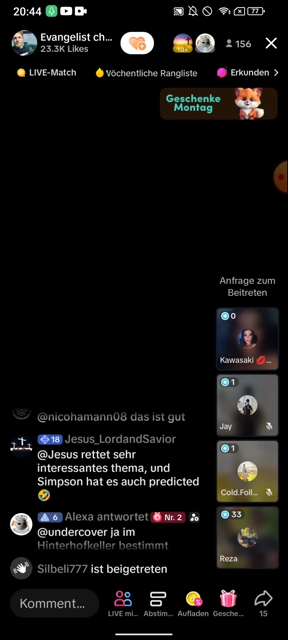 20:44
77
Evangelist ch...
23.3K Likes
156
LIVE-Match
Wöchentliche Rangliste
Erkunden
Geschenke
Montag
Anfrage zum
Beitreten
0
Kawasaki 💋...
1
Jay
1
Cold.Foll...
33
Reza
@nicohamann08 das ist gut
18 Jesus_LordandSavior
@Jesus rettet sehr
interessantes thema, und
Simpson hat es auch predicted
🤣
6 Alexa antwortet Nr. 2
@undercover ja im
Hinterhofkeller bestimmt
Silbeli777 ist beigetreten
Komment...
LIVE mi...
Abstim...
Aufladen
Gesche...
15